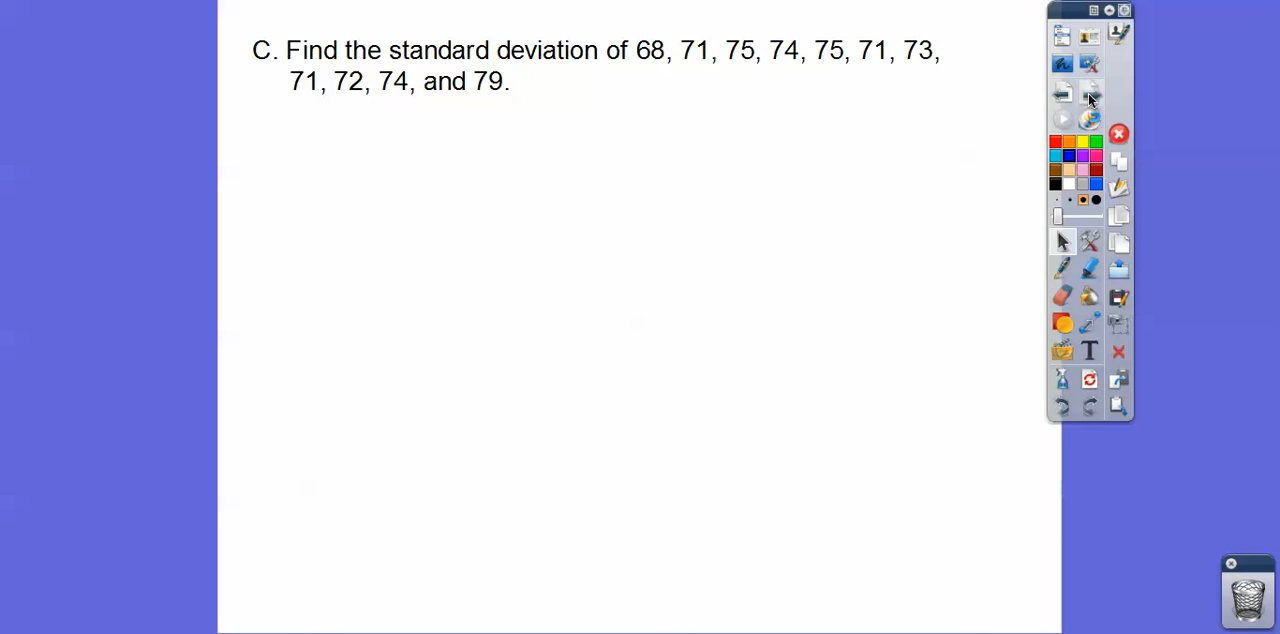 C. Find the standard deviation of 68, 71, 75, 74, 75, 71, 73,
71, 72, 74, and 79.